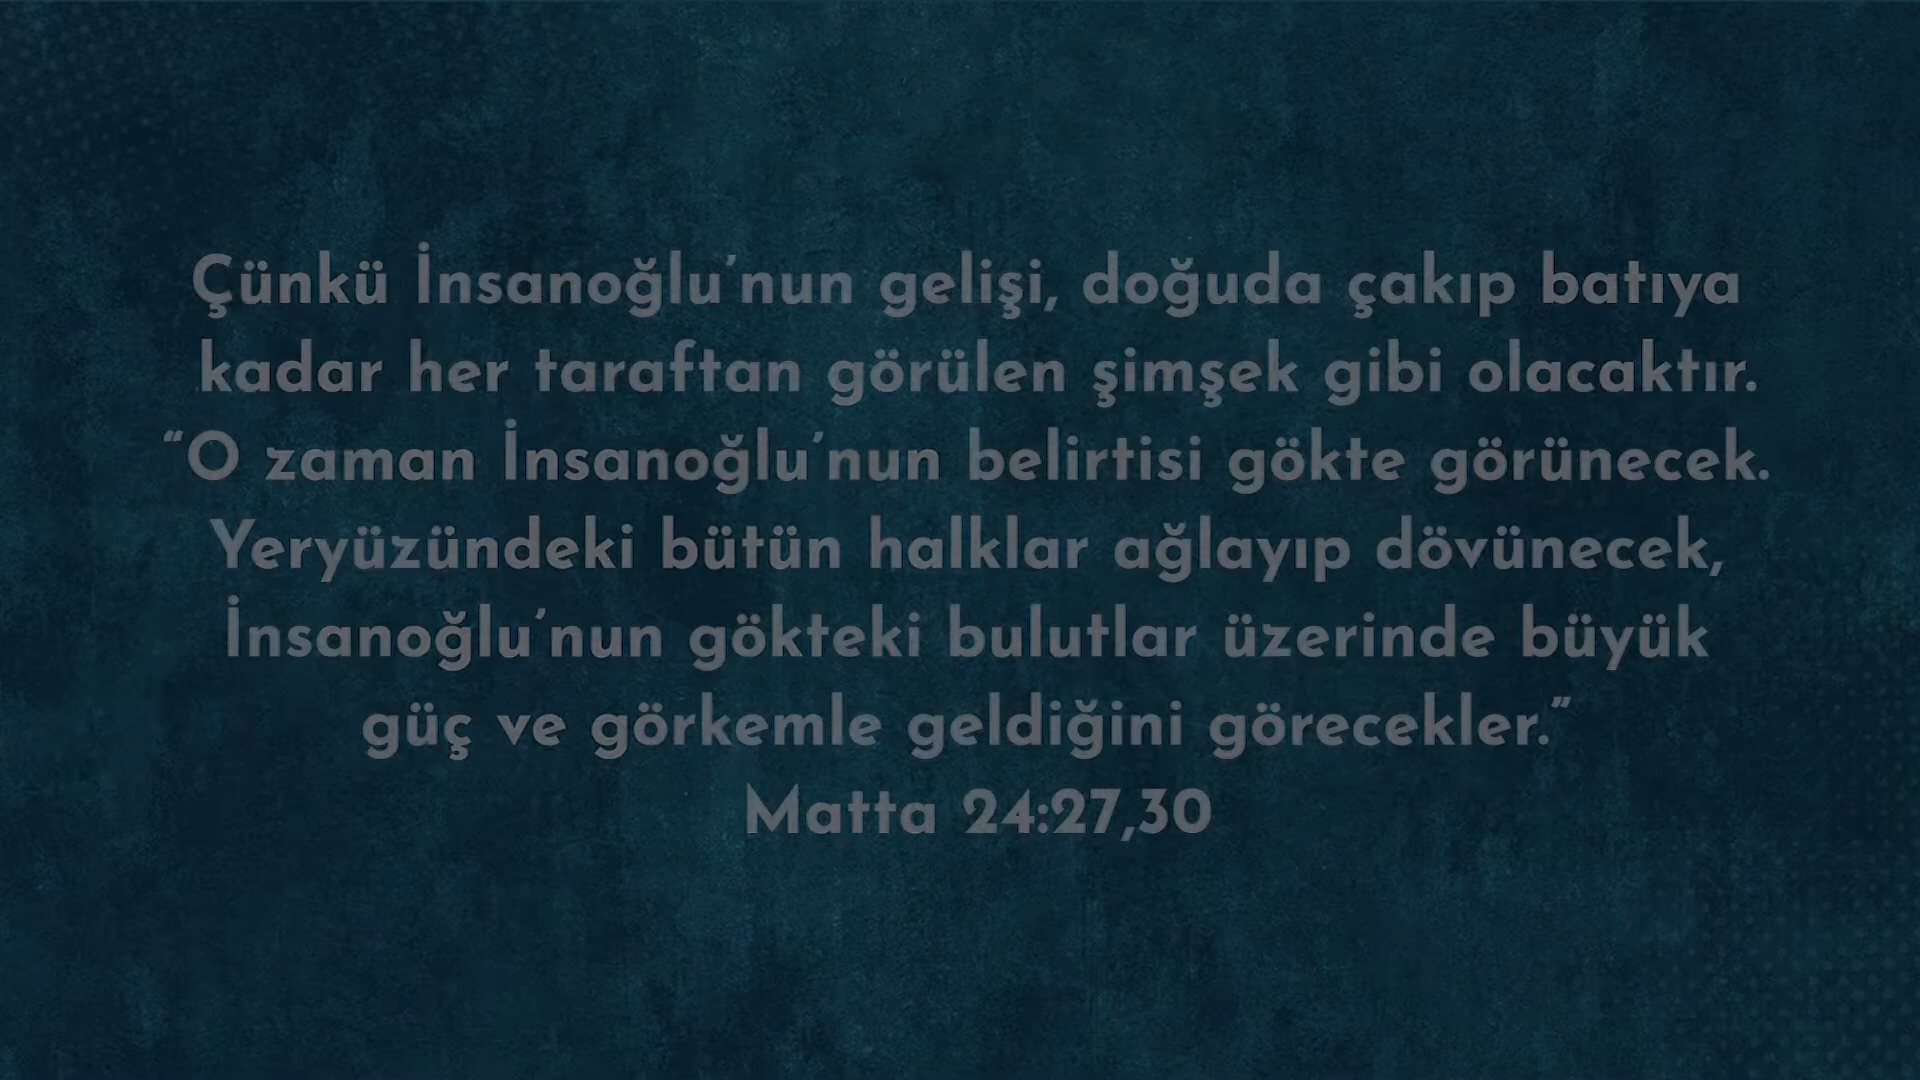 Çünkü İnsanoğlu’nun gelişi, doğuda çakıp batıya
kadar her taraftan görülen şimşek gibi olacaktır.
“O zaman İnsanoğlu’nun belirtisi gökte görünecek.
Yeryüzündeki bütün halklar ağlayıp dövünecek,
İnsanoğlu’nun gökteki bulutlar üzerinde büyük
güç ve görkemle geldiğini görecekler.”
Matta 24:27,30